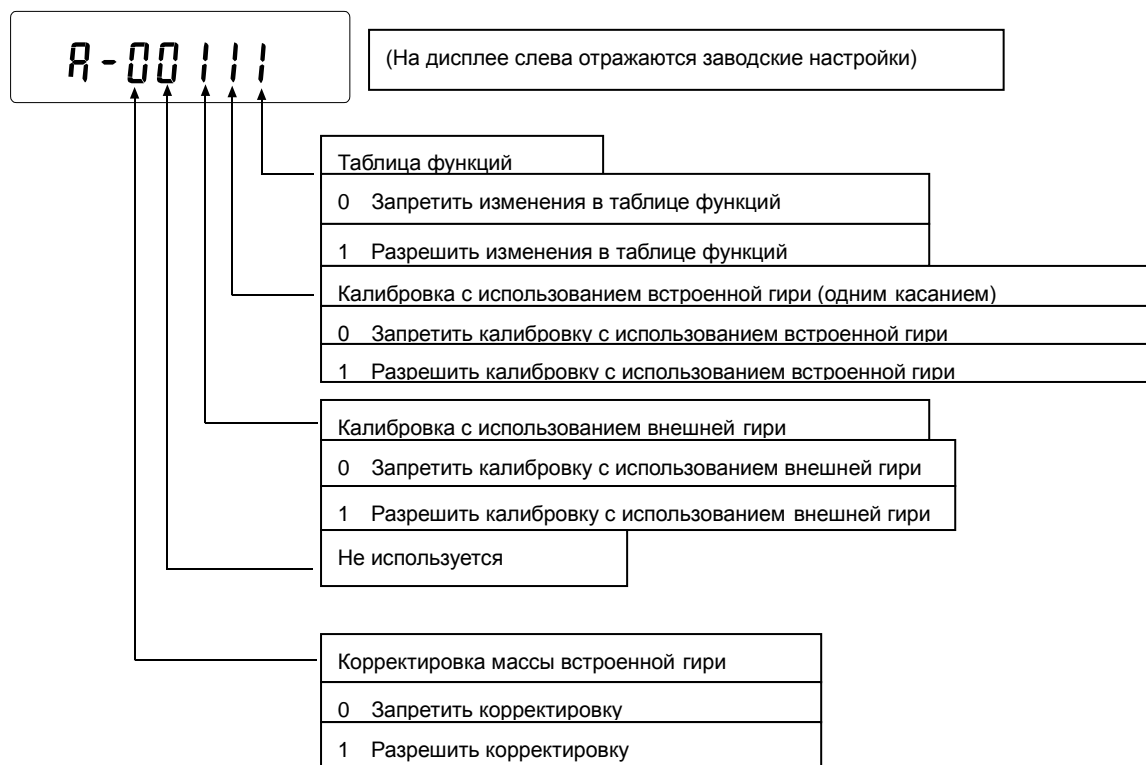 A-00111
(На дисплее слева отражаются заводские настройки)
Таблица функций
0 Запретить изменения в таблице функций
1 Разрешить изменения в таблице функций
Калибровка с использованием встроенной гири (одним касанием)
0 Запретить калибровку с использованием встроенной гири
1 Разрешить калибровку с использованием встроенной гири
Калибровка с использованием внешней гири
0 Запретить калибровку с использованием внешней гири
1 Разрешить калибровку с использованием внешней гири
Не используется
Корректировка массы встроенной гири
0 Запретить корректировку
1 Разрешить корректировку